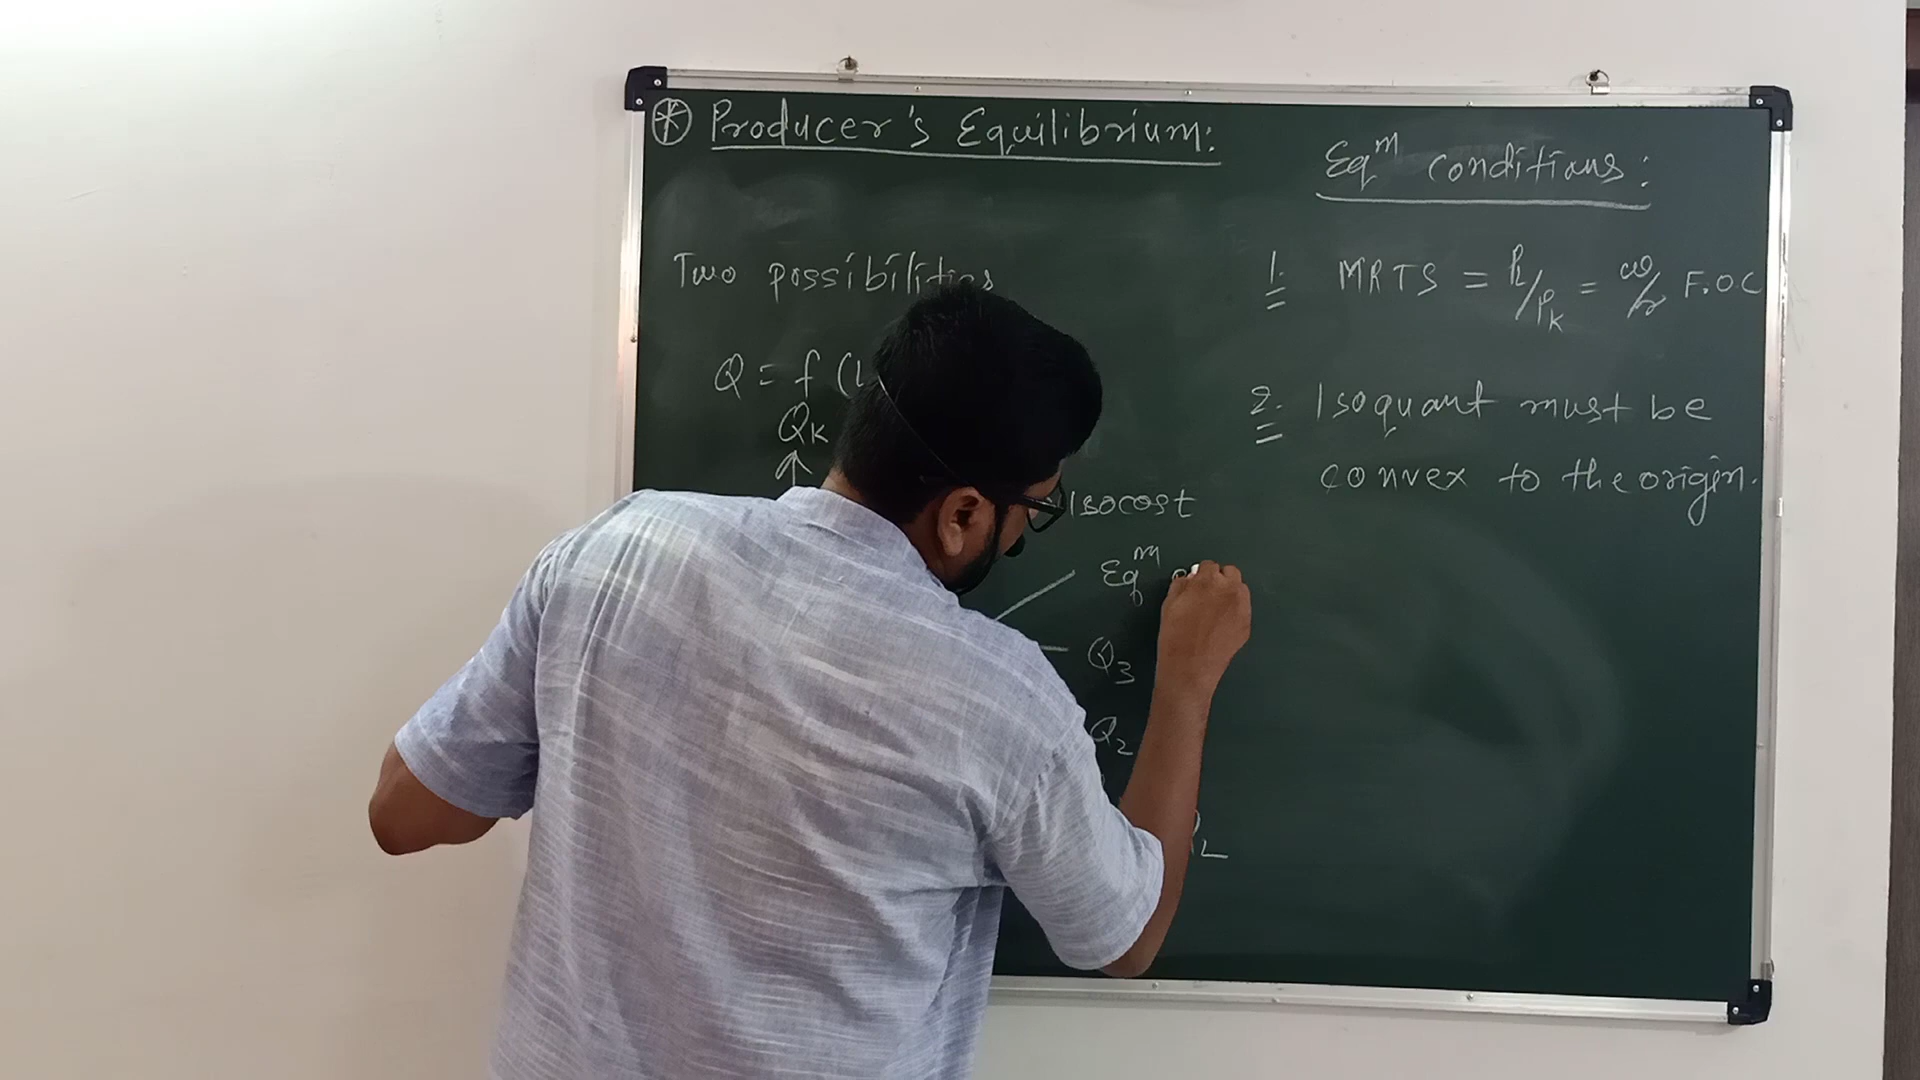 * Producer's Equilibrium:
Two possibilities
Q = f (L
QK
Isocost
Eqm
Q3
Q2
L
Eqm conditions:
1. MRTS = PL/PK = w/r F.O.C
2. Isoquant must be
convex to the origin.